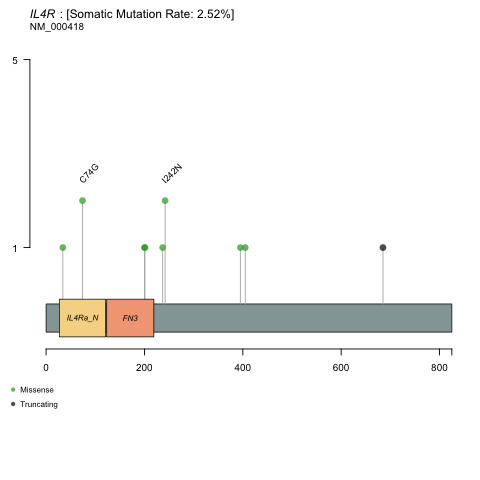 IL4R : [Somatic Mutation Rate: 2.52%]
NM_000418
5
C74G
I242N
1
IL4Ra_N
FN3
0 200 400 600 800
Missense
Truncating